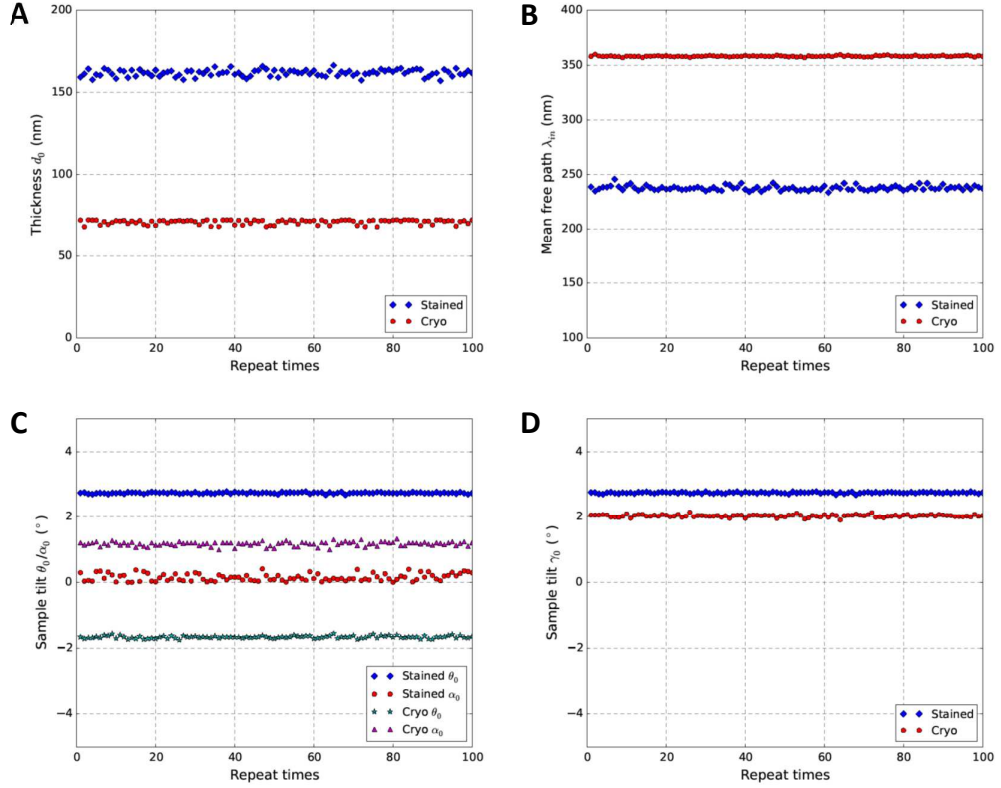 A
200
150
100
50
0
Thickness d₀ (nm)
0 20 40 60 80 100
Repeat times
Stained
Cryo
B
400
350
300
250
200
150
100
Mean free path λᵢₙ (nm)
0 20 40 60 80 100
Repeat times
Stained
Cryo
C
4
2
0
−2
−4
Sample tilt θ₀/α₀ (°)
0 20 40 60 80 100
Repeat times
Stained θ₀
Stained α₀
Cryo θ₀
Cryo α₀
D
4
2
0
−2
−4
Sample tilt γ₀ (°)
0 20 40 60 80 100
Repeat times
Stained
Cryo